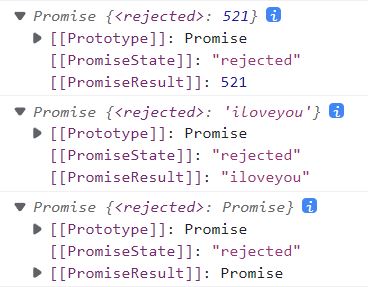 Promise {<rejected>: 521} i
[[Prototype]]: Promise
[[PromiseState]]: "rejected"
[[PromiseResult]]: 521
Promise {<rejected>: 'iloveyou'} i
[[Prototype]]: Promise
[[PromiseState]]: "rejected"
[[PromiseResult]]: "iloveyou"
Promise {<rejected>: Promise} i
[[Prototype]]: Promise
[[PromiseState]]: "rejected"
[[PromiseResult]]: Promise